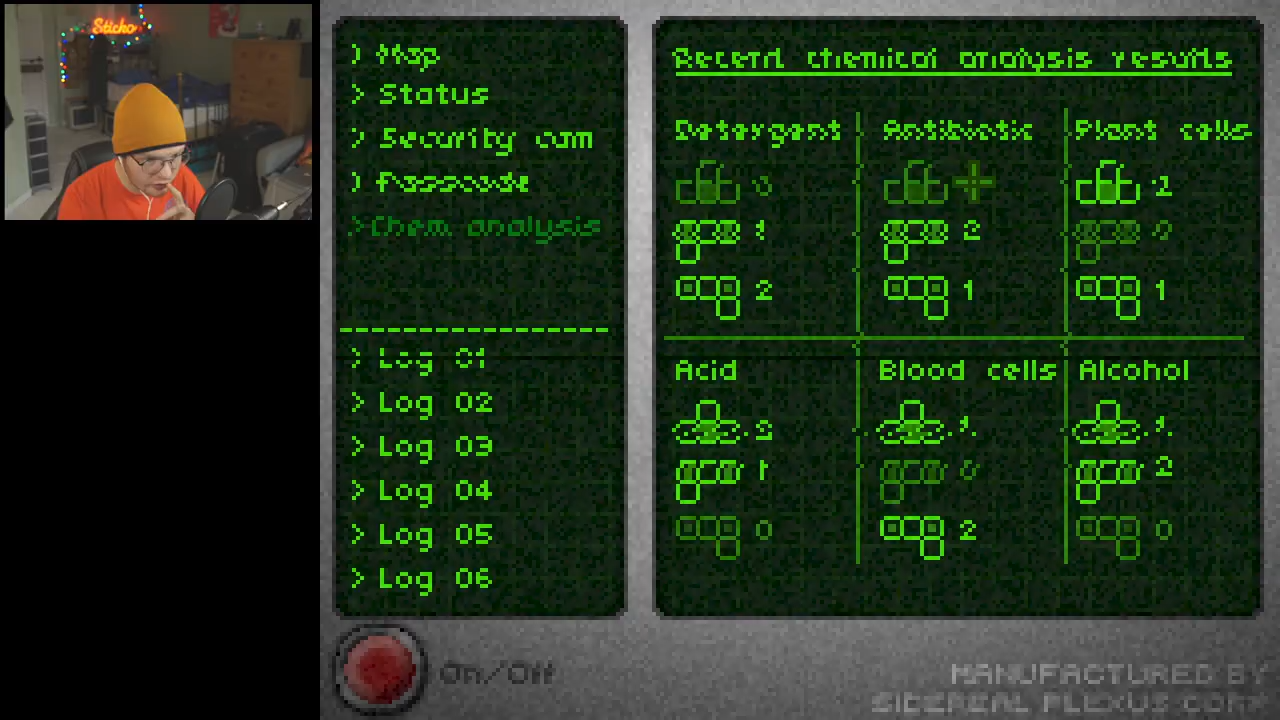 Sticko
> Map
> Status
> Security cam
> Passcode
>Chem analysis
> Log 01
> Log 02
> Log 03
> Log 04
> Log 05
> Log 06
On/Off
Recent chemical analysis results
Detergent Antibiotic Plant cells
0 2
1 2 0
2 1 1
Acid Blood cells Alcohol
2 1 1
1 0 2
0 2 0
MANUFACTURED BY
SIDEREAL PLEXUS CORP